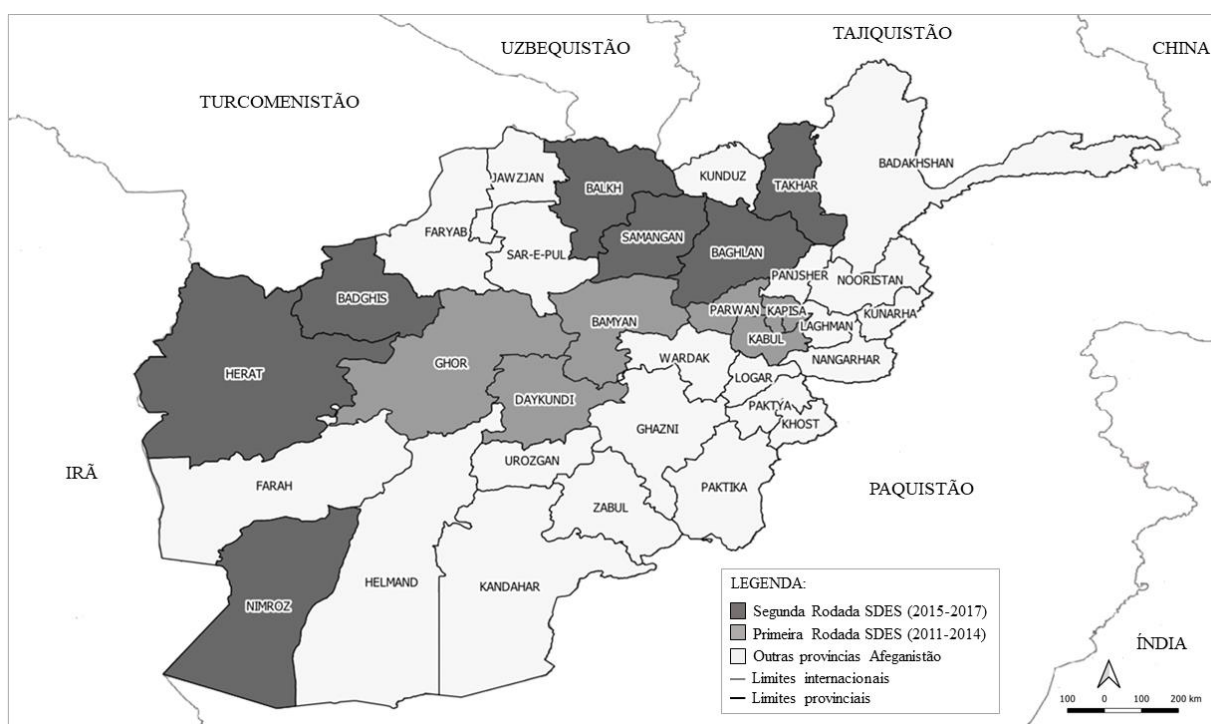 UZBEQUISTÃO
TAJIQUISTÃO
CHINA
TURCOMENISTÃO
BADAKHSHAN
JAWZJAN
BALKH
KUNDUZ
TAKHAR
FARYAB
SAMANGAN
BAGHLAN
SAR-E-PUL
PANJSHER
NOORISTAN
BADGHIS
BAMYAN
PARWAN
KAPISA
KUNARHA
LAGHMAN
KABUL
HERAT
GHOR
WARDAK
NANGARHAR
LOGAR
DAYKUNDI
PAKTYA
KHOST
GHAZNI
UROZGAN
IRÃ
FARAH
PAKTIKA
PAQUISTÃO
ZABUL
HELMAND
KANDAHAR
NIMROZ
LEGENDA:
Segunda Rodada SDES (2015-2017)
Primeira Rodada SDES (2011-2014)
Outras províncias Afeganistão
Limites internacionais
Limites provinciais
ÍNDIA
100 0 100 200 km